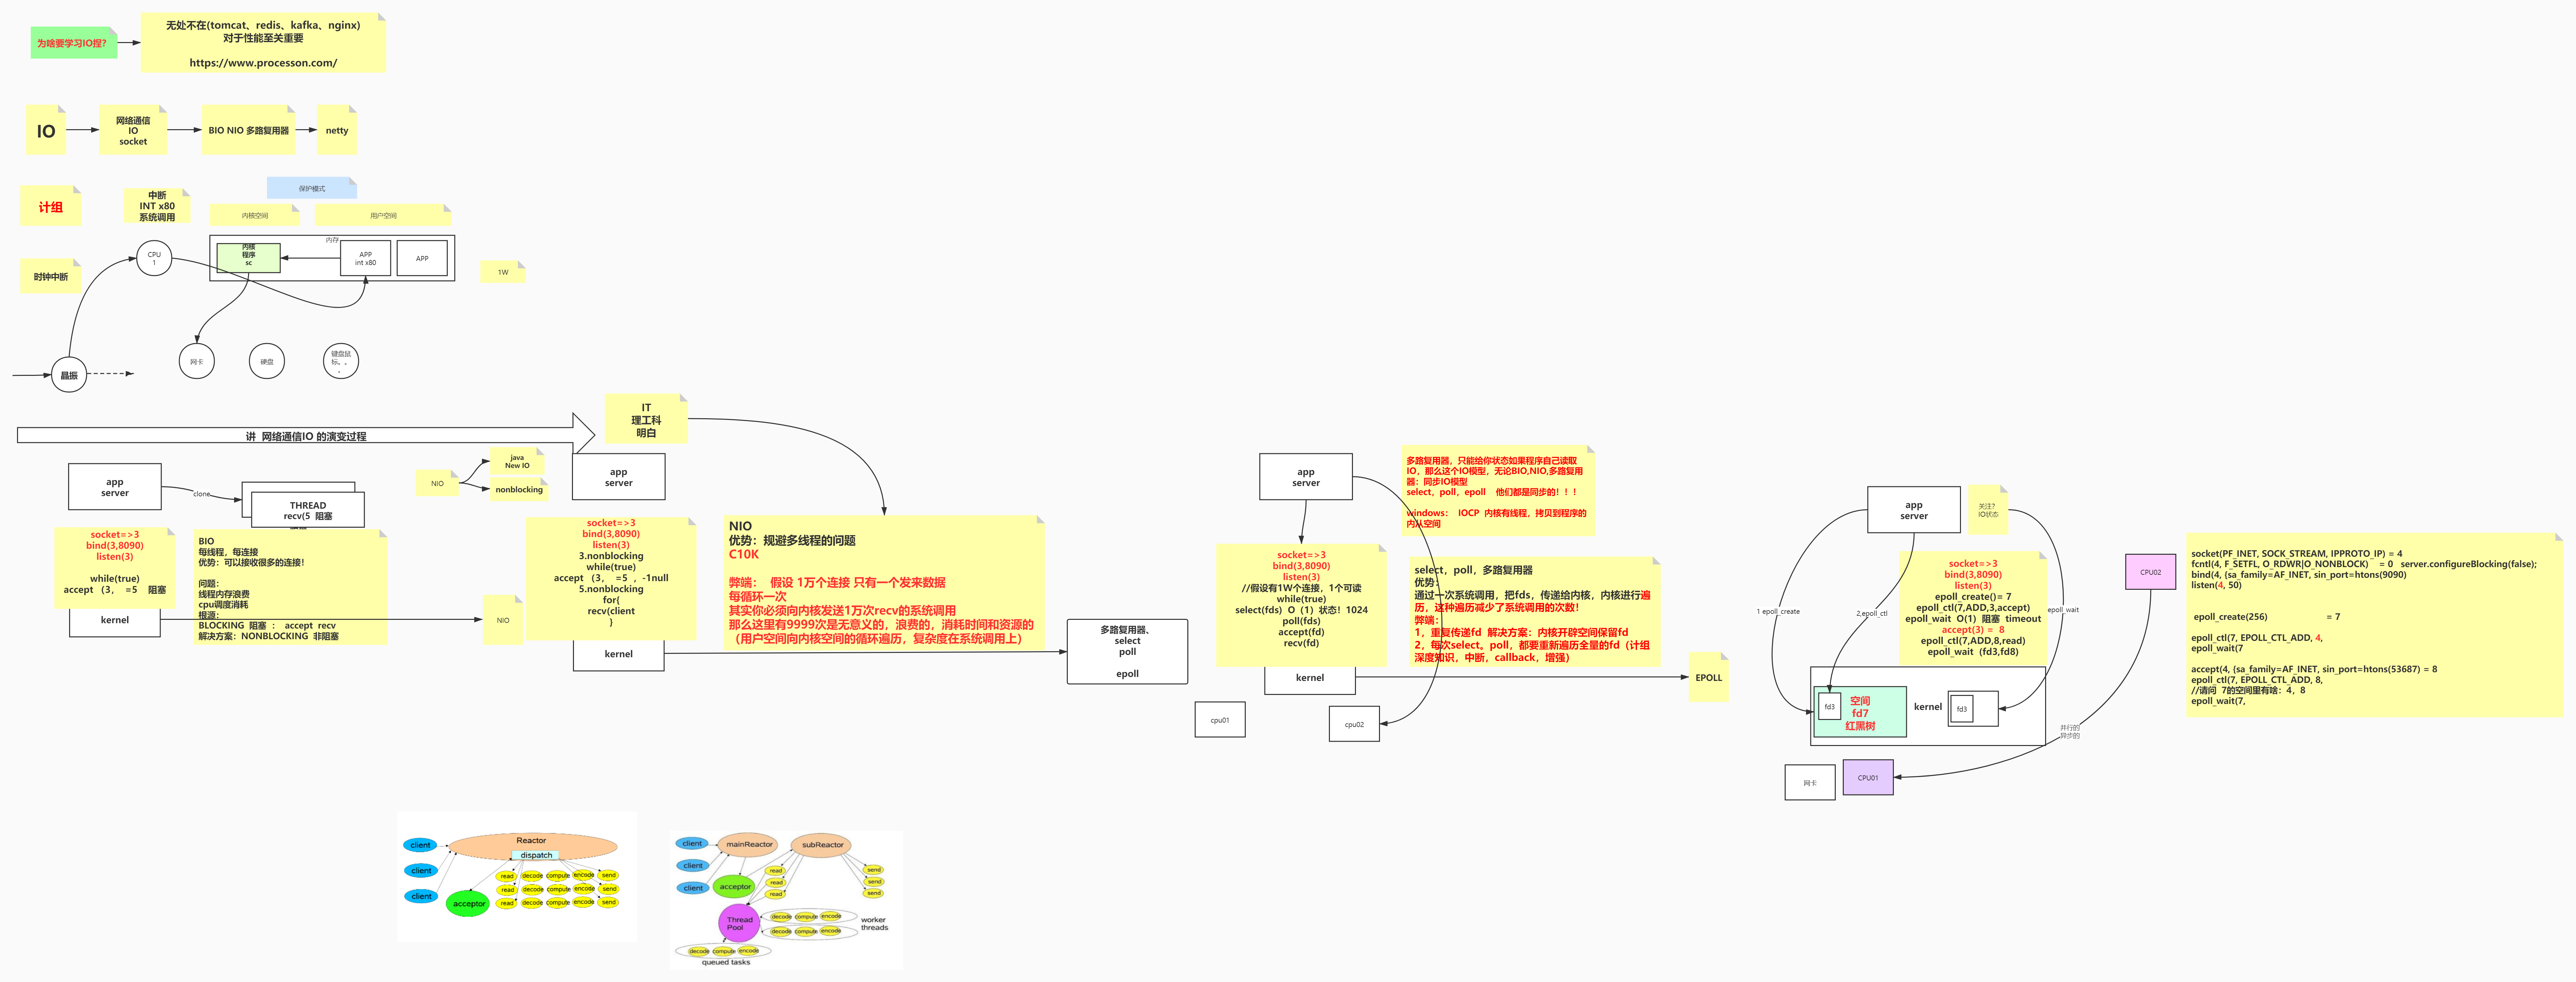 为啥要学习IO捏?
无处不在(tomcat、redis、kafka、nginx)
对于性能至关重要
https://www.processon.com/
IO
网络通信
IO
socket
BIO NIO 多路复用器
netty
计组
中断
INT x80
系统调用
保护模式
内核空间
用户空间
时钟中断
CPU
1
内存
内核
程序
sc
APP
int x80
APP
1W
晶振
网卡
硬盘
键盘鼠
标。。
。
讲 网络通信IO 的演变过程
IT
理工科
明白
app
server
clone
THREAD
recv(5 阻塞
socket=>3
bind(3,8090)
listen(3)
while(true)
accept （3， =5 阻塞
kernel
BIO
每线程，每连接
优势：可以接收很多的连接！
问题：
线程内存浪费
cpu调度消耗
根源：
BLOCKING 阻塞 ： accept recv
解决方案：NONBLOCKING 非阻塞
NIO
java
New IO
nonblocking
NIO
app
server
socket=>3
bind(3,8090)
listen(3)
3.nonblocking
while(true)
accept （3， =5 ，-1null
5.nonblocking
for{
recv(client
}
kernel
NIO
优势：规避多线程的问题
C10K
弊端： 假设 1万个连接 只有一个发来数据
每循环一次
其实你必须向内核发送1万次recv的系统调用
那么这里有9999次是无意义的，浪费的，消耗时间和资源的
（用户空间向内核空间的循环遍历，复杂度在系统调用上）
多路复用器、
select
poll
epoll
app
server
socket=>3
bind(3,8090)
listen(3)
//假设有1W个连接，1个可读
while(true)
select(fds) O（1）状态！1024
poll(fds)
accept(fd)
recv(fd)
kernel
cpu01
cpu02
多路复用器，只能给你状态如果程序自己读取
IO，那么这个IO模型，无论BIO,NIO,多路复用
器：同步IO模型
select，poll，epoll 他们都是同步的！！！
windows： IOCP 内核有线程，拷贝到程序的
内从空间
select，poll，多路复用器
优势：
通过一次系统调用，把fds，传递给内核，内核进行遍
历，这种遍历减少了系统调用的次数！
弊端：
1，重复传递fd 解决方案：内核开辟空间保留fd
2，每次select。poll，都要重新遍历全量的fd（计组
深度知识，中断，callback，增强）
EPOLL
app
server
关注?
IO状态
1 epoll_create
2,epoll_ctl
epoll_wait
socket=>3
bind(3,8090)
listen(3)
epoll_create()= 7
epoll_ctl(7,ADD,3,accept)
epoll_wait O(1) 阻塞 timeout
accept(3) = 8
epoll_ctl(7,ADD,8,read)
epoll_wait (fd3,fd8)
fd3
空间
fd7
红黑树
kernel
fd3
网卡
CPU01
CPU02
并行的
异步的
socket(PF_INET, SOCK_STREAM, IPPROTO_IP) = 4
fcntl(4, F_SETFL, O_RDWR|O_NONBLOCK) = 0 server.configureBlocking(false);
bind(4, {sa_family=AF_INET, sin_port=htons(9090)
listen(4, 50)
epoll_create(256) = 7
epoll_ctl(7, EPOLL_CTL_ADD, 4,
epoll_wait(7
accept(4, {sa_family=AF_INET, sin_port=htons(53687) = 8
epoll_ctl(7, EPOLL_CTL_ADD, 8,
//请问 7的空间里有啥：4，8
epoll_wait(7,
Reactor
dispatch
client
client
client
acceptor
read decode compute encode send
read decode compute encode send
read decode compute encode send
client
client
client
mainReactor
subReactor
acceptor
read
read
read
send
send
send
Thread
Pool
decode compute encode
decode compute encode
worker
threads
decode compute encode
queued tasks